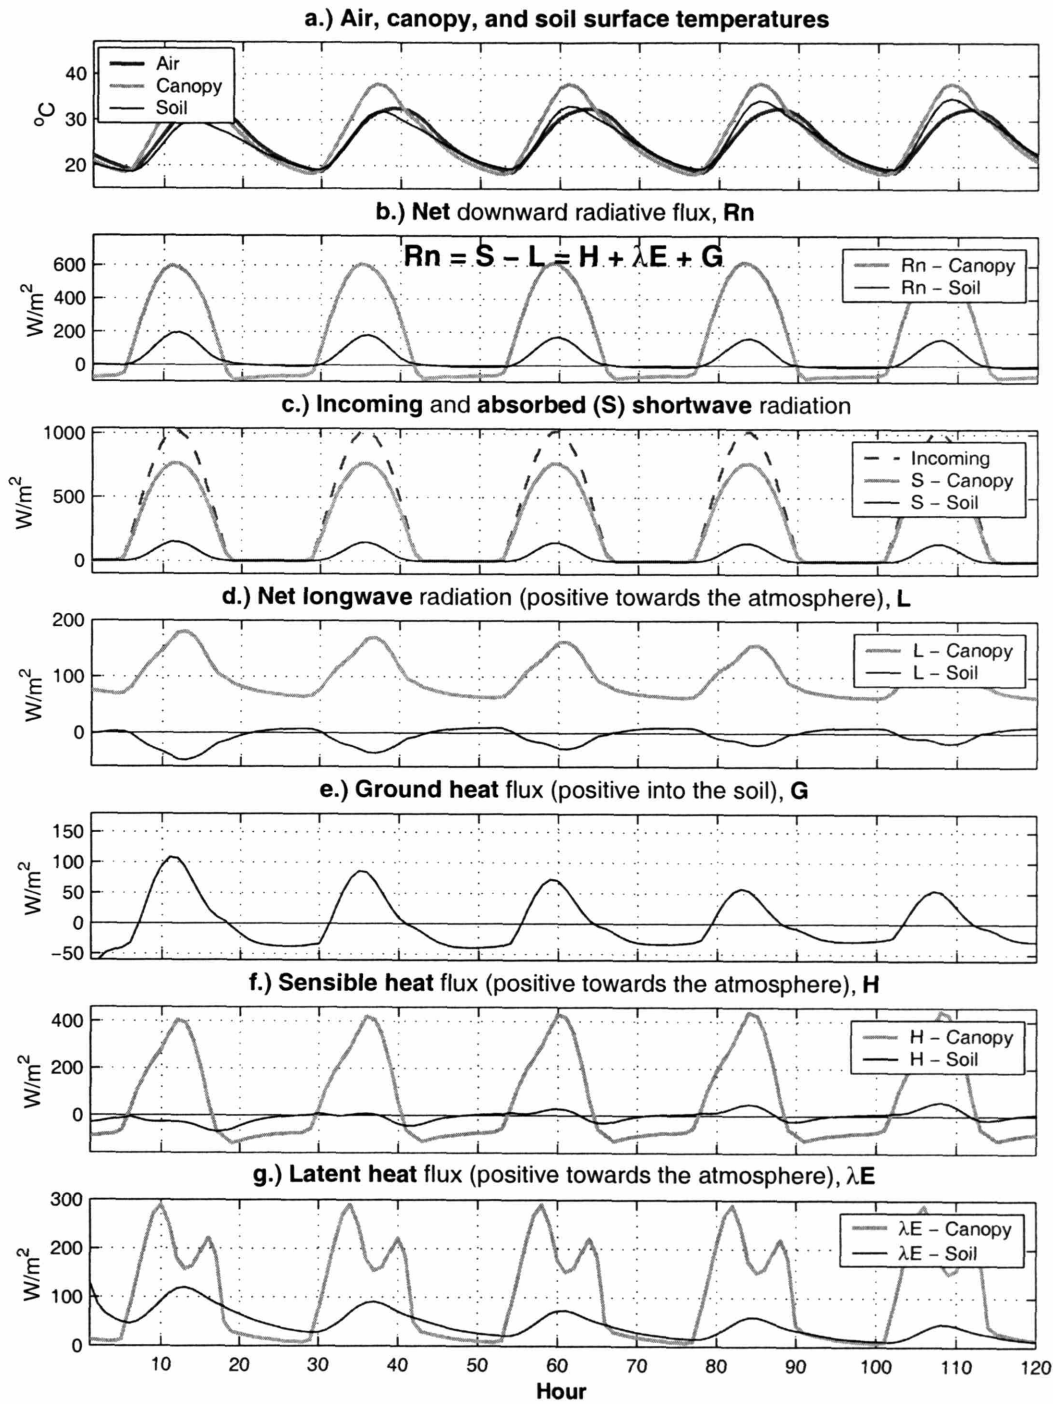 a.) Air, canopy, and soil surface temperatures
40
30
20
°C
Air
Canopy
Soil
b.) Net downward radiative flux, Rn
Rn = S − L = H + λE + G
600
400
200
0
W/m²
Rn − Canopy
Rn − Soil
c.) Incoming and absorbed (S) shortwave radiation
1000
500
0
W/m²
Incoming
S − Canopy
S − Soil
d.) Net longwave radiation (positive towards the atmosphere), L
200
100
0
W/m²
L − Canopy
L − Soil
e.) Ground heat flux (positive into the soil), G
150
100
50
0
−50
W/m²
f.) Sensible heat flux (positive towards the atmosphere), H
400
200
0
W/m²
H − Canopy
H − Soil
g.) Latent heat flux (positive towards the atmosphere), λE
300
200
100
0
W/m²
λE − Canopy
λE − Soil
10 20 30 40 50 60 70 80 90 100 110 120
Hour